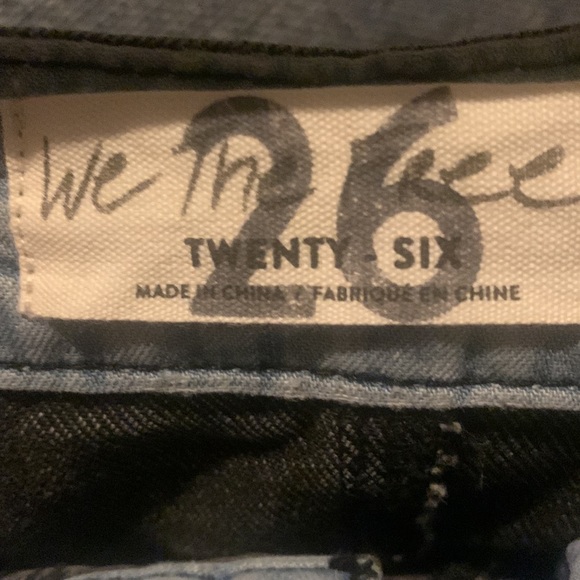 We The Free
26
TWENTY - SIX
MADE IN CHINA / FABRIQUÉ EN CHINE